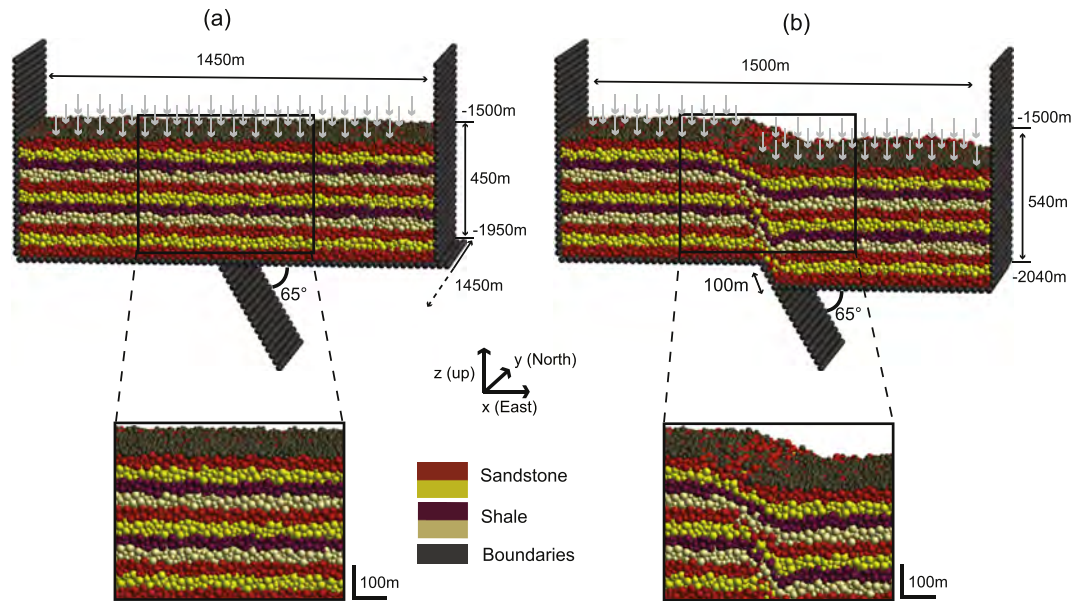 (a)
(b)
1450m
1500m
-1500m
450m
-1950m
1450m
65°
-1500m
540m
-2040m
100m
65°
z (up)
y (North)
x (East)
Sandstone
Shale
Boundaries
100m
100m